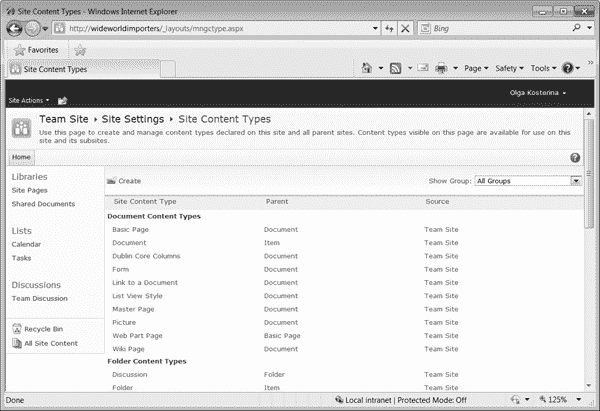 Site Content Types - Windows Internet Explorer
http://wideworldimporters/_layouts/mngctype.aspx
Bing
Favorites
Site Content Types
Page Safety Tools
Site Actions
Olga Kosterina
Team Site Site Settings Site Content Types
Use this page to create and manage content types declared on this site and all parent sites. Content types visible on this page are available for use on
this site and its subsites.
Home
Libraries
Site Pages
Shared Documents
Lists
Calendar
Tasks
Discussions
Team Discussion
Recycle Bin
All Site Content
Create
Show Group: All Groups
Site Content Type Parent Source
Document Content Types
Basic Page Document Team Site
Document Item Team Site
Dublin Core Columns Document Team Site
Form Document Team Site
Link to a Document Document Team Site
List View Style Document Team Site
Master Page Document Team Site
Picture Document Team Site
Web Part Page Basic Page Team Site
Wiki Page Document Team Site
Folder Content Types
Discussion Folder Team Site
Folder Item Team Site
Done
Local intranet | Protected Mode: Off
125%